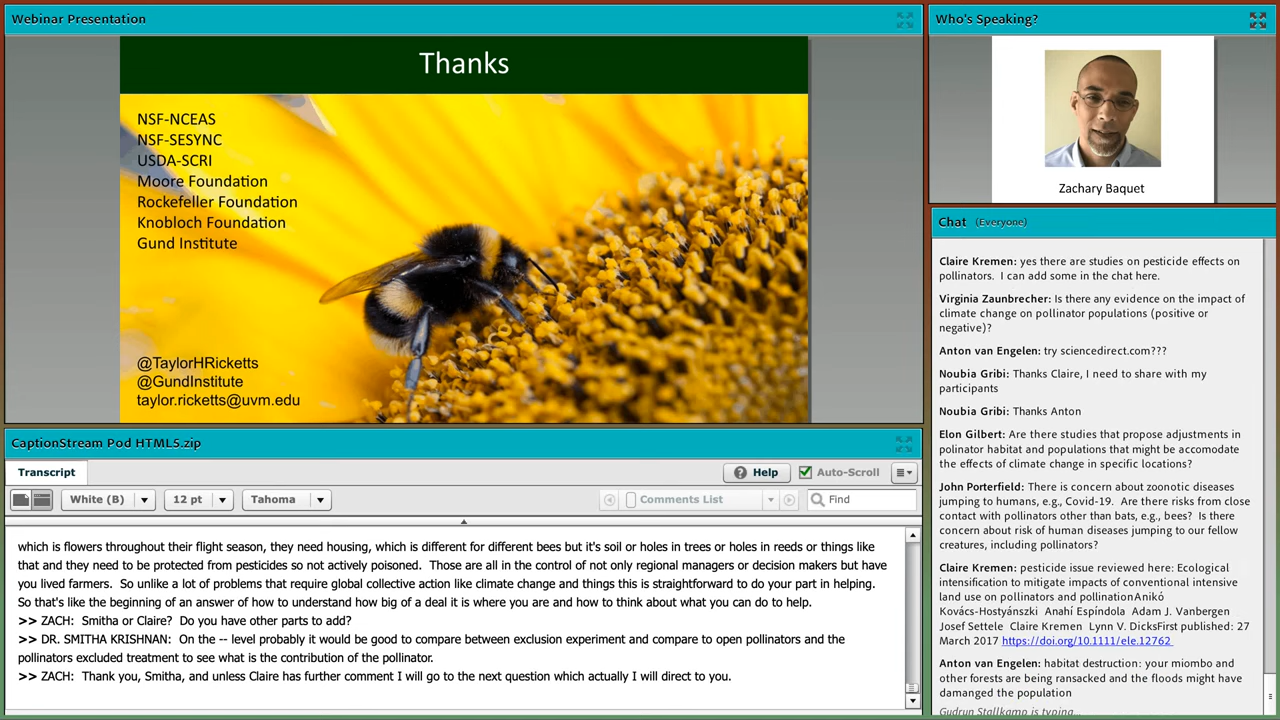 Webinar Presentation
Thanks
NSF-NCEAS
NSF-SESYNC
USDA-SCRI
Moore Foundation
Rockefeller Foundation
Knobloch Foundation
Gund Institute
@TaylorHRicketts
@GundInstitute
taylor.ricketts@uvm.edu
Who's Speaking?
Zachary Baquet
CaptionStream Pod HTML5.zip
Transcript
Help
Auto-Scroll
White (B)
12 pt
Tahoma
Comments List
Find
which is flowers throughout their flight season, they need housing, which is different for different bees but it's soil or holes in trees or holes in reeds or things like
that and they need to be protected from pesticides so not actively poisoned.  Those are all in the control of not only regional managers or decision makers but have
you lived farmers.  So unlike a lot of problems that require global collective action like climate change and things this is straightforward to do your part in helping.
So that's like the beginning of an answer of how to understand how big of a deal it is where you are and how to think about what you can do to help.
>> ZACH:  Smitha or Claire?  Do you have other parts to add?
>> DR. SMITHA KRISHNAN:  On the -- level probably it would be good to compare between exclusion experiment and compare to open pollinators and the
pollinators excluded treatment to see what is the contribution of the pollinator.
>> ZACH:  Thank you, Smitha, and unless Claire has further comment I will go to the next question which actually I will direct to you.
Chat (Everyone)
Claire Kremen: yes there are studies on pesticide effects on
pollinators.  I can add some in the chat here.
Virginia Zaunbrecher: Is there any evidence on the impact of
climate change on pollinator populations (positive or
negative)?
Anton van Engelen: try sciencedirect.com???
Noubia Gribi: Thanks Claire, I need to share with my
participants
Noubia Gribi: Thanks Anton
Elon Gilbert: Are there studies that propose adjustments in
polinator habitat and populations that might be accomodate
the effects of climate change in specific locations?
John Porterfield: There is concern about zoonotic diseases
jumping to humans, e.g., Covid-19.  Are there risks from close
contact with pollinators other than bats, e.g., bees?  Is there
concern about risk of human diseases jumping to our fellow
creatures, including pollinators?
Claire Kremen: pesticide issue reviewed here: Ecological
intensification to mitigate impacts of conventional intensive
land use on pollinators and pollinationAnikó
Kovács-Hostyánszki  Anahí Espíndola  Adam J. Vanbergen
Josef Settele  Claire Kremen  Lynn V. DicksFirst published: 27
March 2017 https://doi.org/10.1111/ele.12762
Anton van Engelen: habitat destruction: your miombo and
other forests are being ransacked and the floods might have
damanged the population
Gudrun Stallkamp is typing...